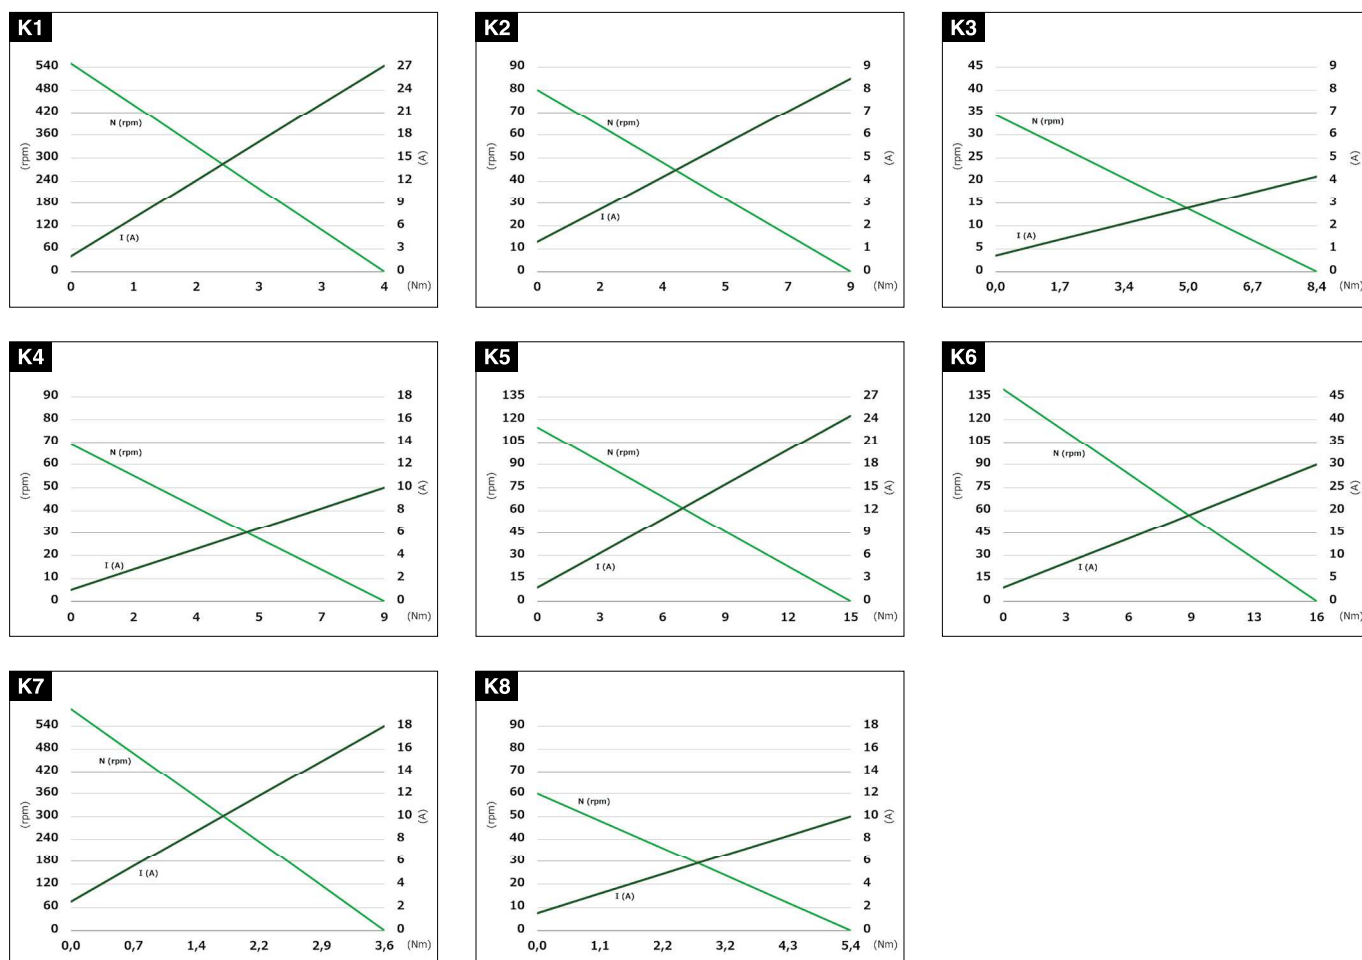 K1
540 27
480 24
420 21
360 N (rpm) 18
300 15
(rpm) (A)
240 12
180 9
120 I (A) 6
60 3
0 0
0 1 2 3 3 4 (Nm)
K2
90 9
80 8
70 7
60 N (rpm) 6
50 5
(rpm) (A)
40 4
30 3
20 I (A) 2
10 1
0 0
0 2 4 5 7 9 (Nm)
K3
45 9
40 8
35 7
30 N (rpm) 6
25 5
(rpm) (A)
20 4
15 3
10 I (A) 2
5 1
0 0
0,0 1,7 3,4 5,0 6,7 8,4 (Nm)
K4
90 18
80 16
70 14
60 N (rpm) 12
50 10
(rpm) (A)
40 8
30 6
20 I (A) 4
10 2
0 0
0 2 4 5 7 9 (Nm)
K5
135 27
120 24
105 21
90 N (rpm) 18
75 15
(rpm) (A)
60 12
45 9
30 I (A) 6
15 3
0 0
0 3 6 9 12 15 (Nm)
K6
135 45
120 40
105 35
90 N (rpm) 30
75 25
(rpm) (A)
60 20
45 15
30 I (A) 10
15 5
0 0
0 3 6 9 13 16 (Nm)
K7
540 18
480 N (rpm) 16
420 14
360 12
300 10
(rpm) (A)
240 8
180 6
120 I (A) 4
60 2
0 0
0,0 0,7 1,4 2,2 2,9 3,6 (Nm)
K8
90 18
80 16
70 14
60 N (rpm) 12
50 10
(rpm) (A)
40 8
30 6
20 I (A) 4
10 2
0 0
0,0 1,1 2,2 3,2 4,3 5,4 (Nm)